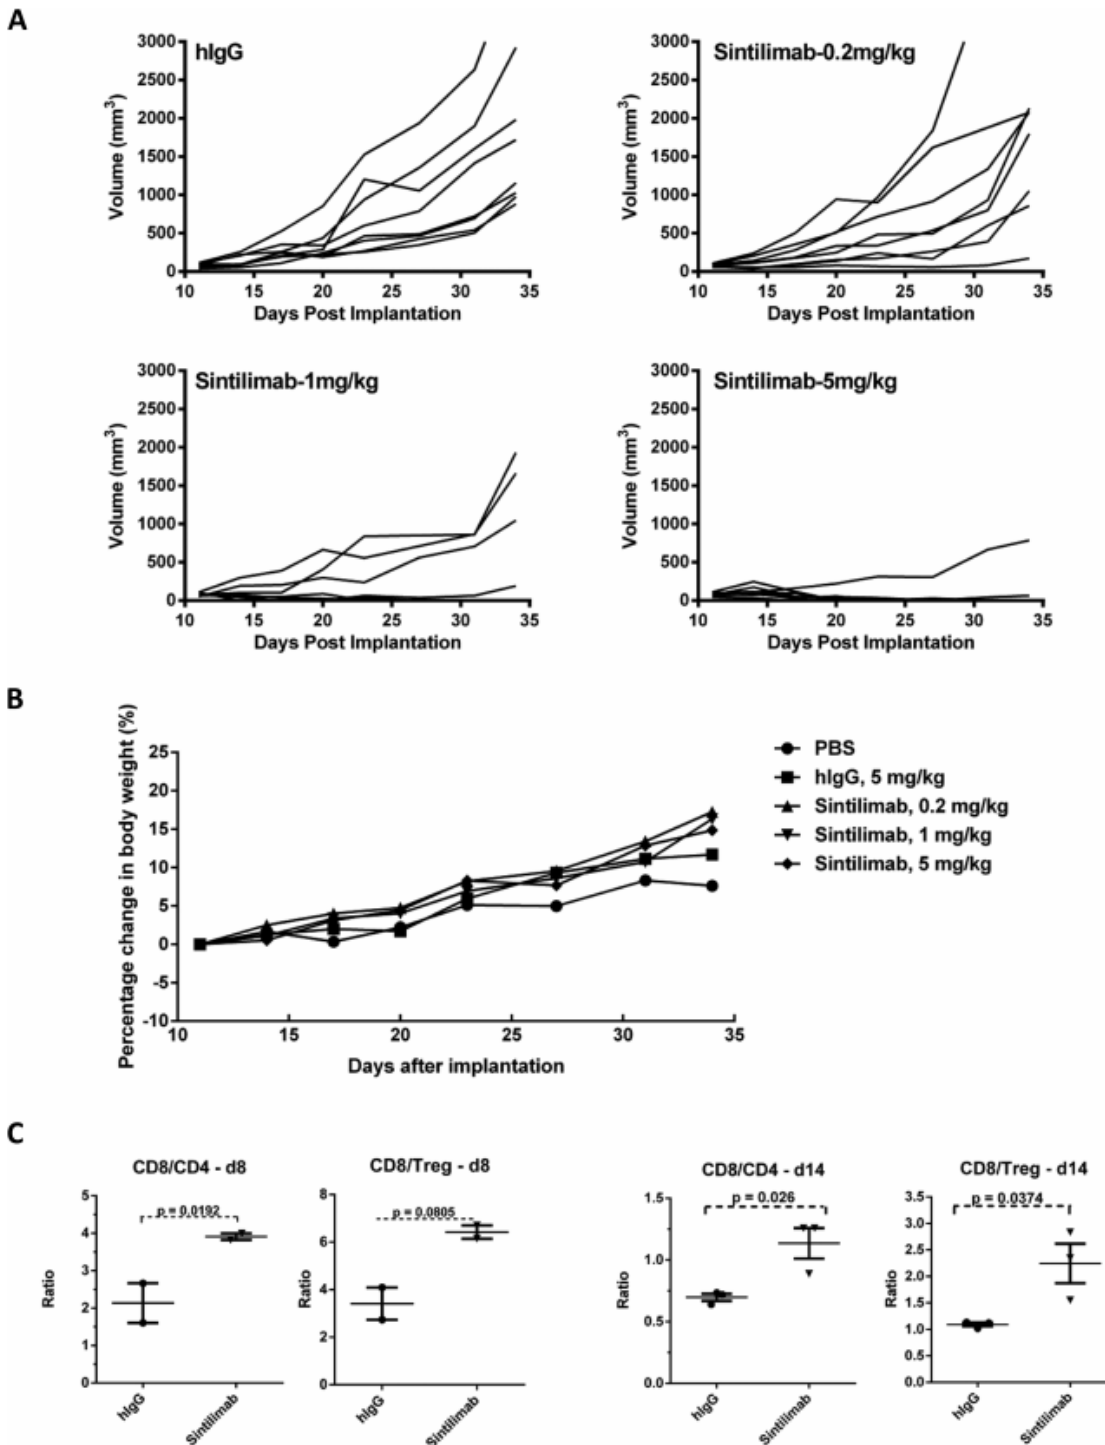 A
hIgG
3000
2500
2000
1500
1000
500
0
Volume (mm³)
10 15 20 25 30 35
Days Post Implantation
Sintilimab-0.2mg/kg
3000
2500
2000
1500
1000
500
0
Volume (mm³)
10 15 20 25 30 35
Days Post Implantation
Sintilimab-1mg/kg
3000
2500
2000
1500
1000
500
0
Volume (mm³)
10 15 20 25 30 35
Days Post Implantation
Sintilimab-5mg/kg
3000
2500
2000
1500
1000
500
0
Volume (mm³)
10 15 20 25 30 35
Days Post Implantation
B
Percentage change in body weight (%)
25
20
15
10
5
0
-5
-10
10 15 20 25 30 35
Days after implantation
PBS
hIgG, 5 mg/kg
Sintilimab, 0.2 mg/kg
Sintilimab, 1 mg/kg
Sintilimab, 5 mg/kg
C
CD8/CD4 - d8
p = 0.0192
5
4
3
2
1
0
Ratio
hIgG
Sintilimab
CD8/Treg - d8
p = 0.0805
8
6
4
2
0
Ratio
hIgG
Sintilimab
CD8/CD4 - d14
p = 0.026
1.5
1.0
0.5
0.0
Ratio
hIgG
Sintilimab
CD8/Treg - d14
p = 0.0374
3.5
3.0
2.5
2.0
1.5
1.0
0.5
0.0
Ratio
hIgG
Sintilimab